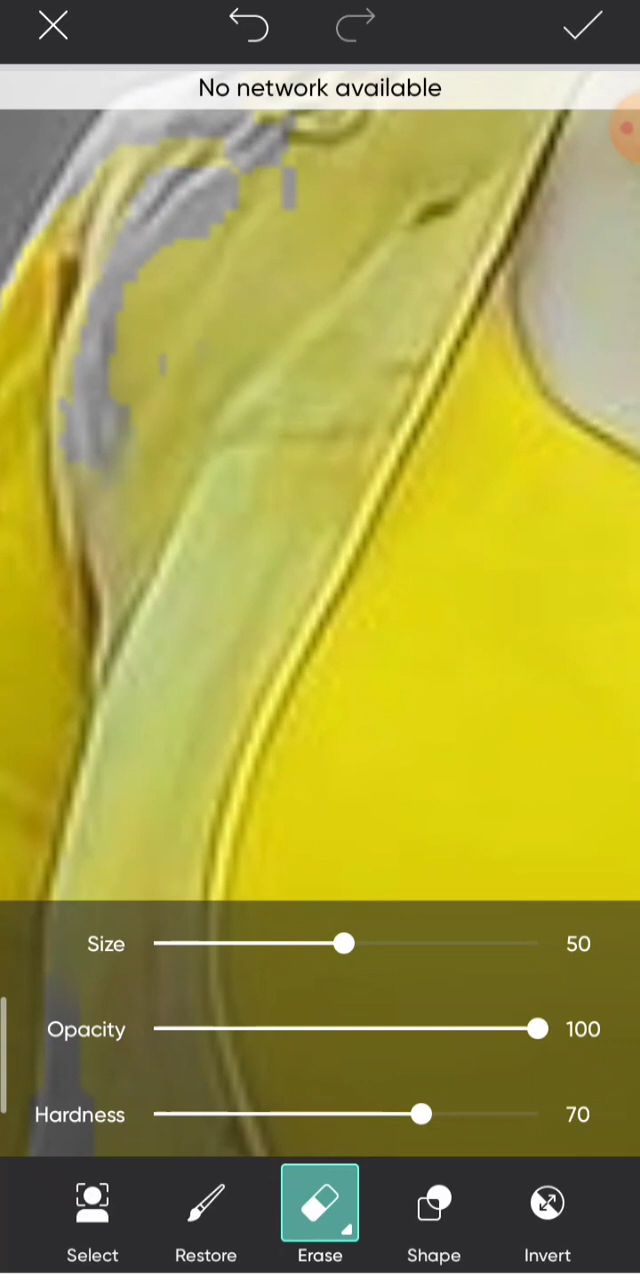 No network available
Size 50
Opacity 100
Hardness 70
Select Restore Erase Shape Invert